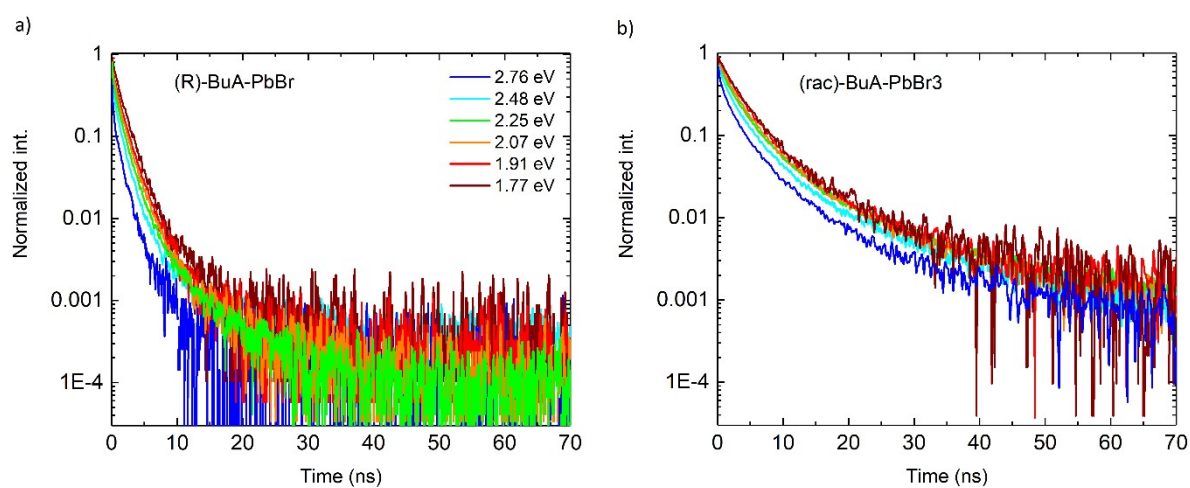 a)
(R)-BuA-PbBr
2.76 eV
2.48 eV
2.25 eV
2.07 eV
1.91 eV
1.77 eV
Normalized int.
1
0.1
0.01
0.001
1E-4
0 10 20 30 40 50 60 70
Time (ns)
b)
(rac)-BuA-PbBr3
Normalized int.
1
0.1
0.01
0.001
1E-4
0 10 20 30 40 50 60 70
Time (ns)